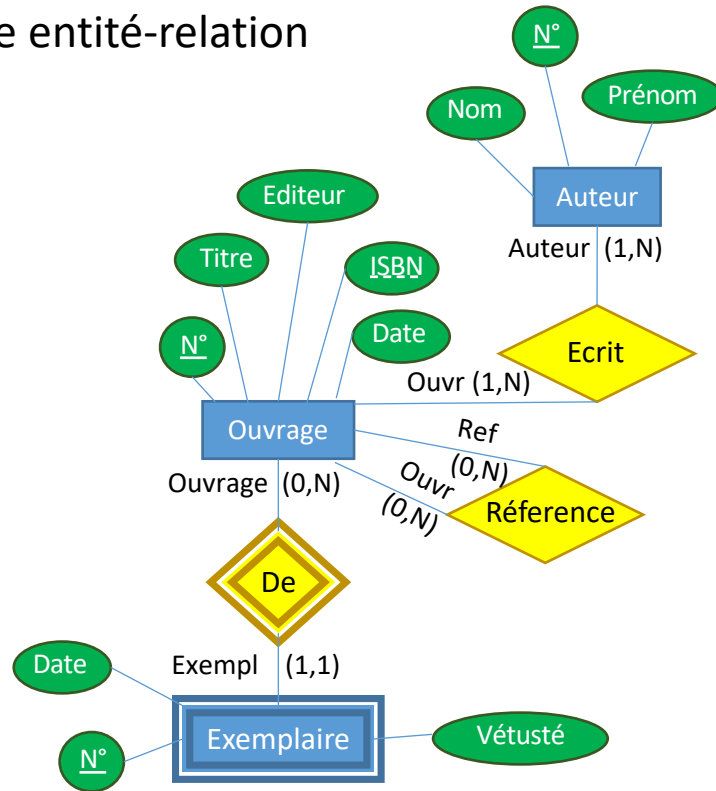 e entité-relation
N°
Nom
Prénom
Auteur
Auteur (1,N)
Editeur
Titre
ISBN
N°
Date
Ecrit
Ouvr (1,N)
Ouvrage
Ref
(0,N)
Ouvrage (0,N)
Ouvr
(0,N)
Réference
De
Exempl (1,1)
Date
Exemplaire
Vétusté
N°